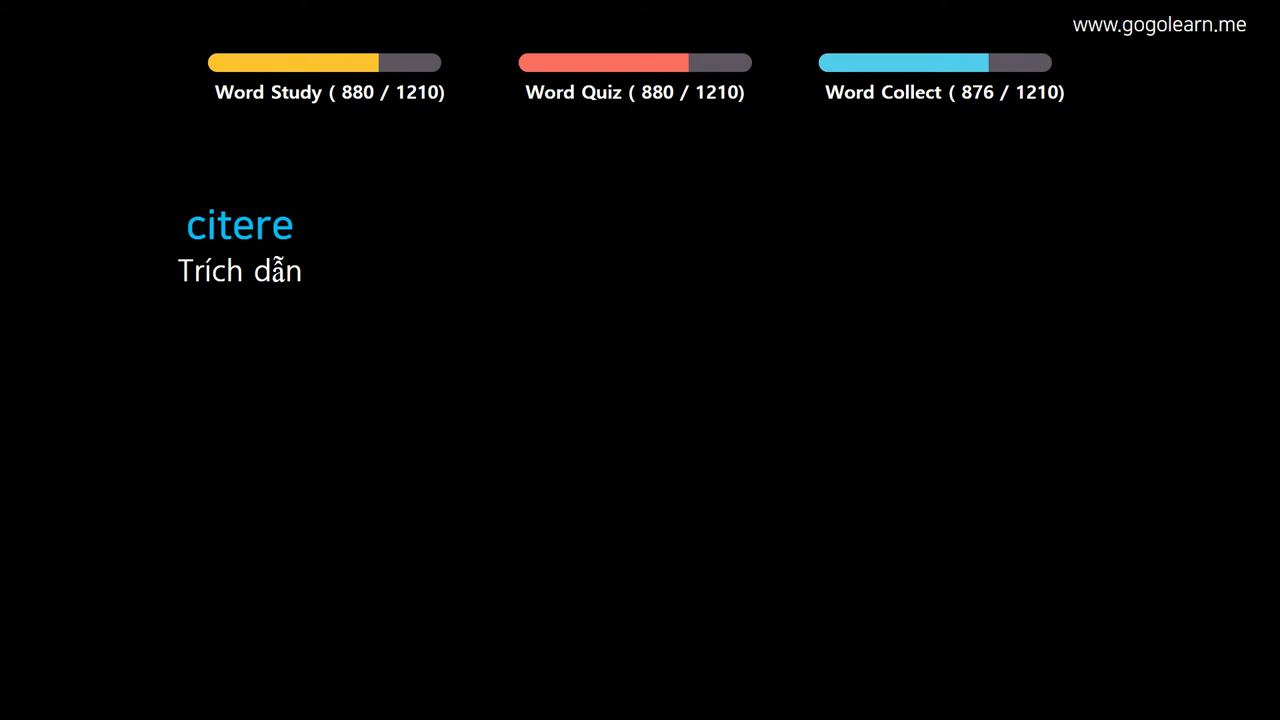 www.gogolearn.me
Word Study ( 880 / 1210)
Word Quiz ( 880 / 1210)
Word Collect ( 876 / 1210)
citere
Trích dẫn